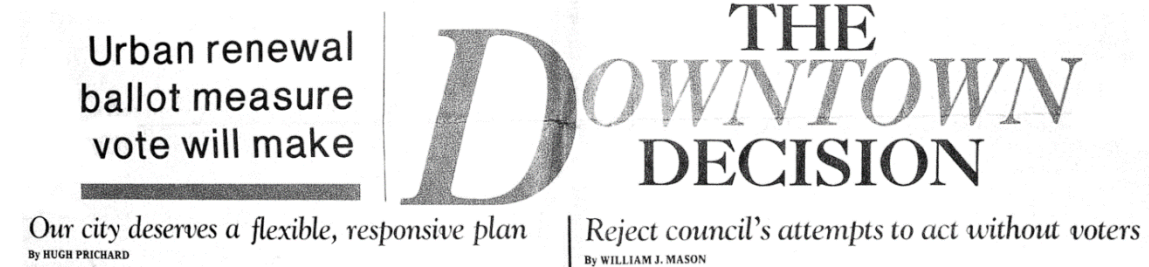 Urban renewal
ballot measure
vote will make
THE
DOWNTOWN
DECISION
Our city deserves a flexible, responsive plan
By HUGH PRICHARD
Reject council's attempts to act without voters
By WILLIAM J. MASON